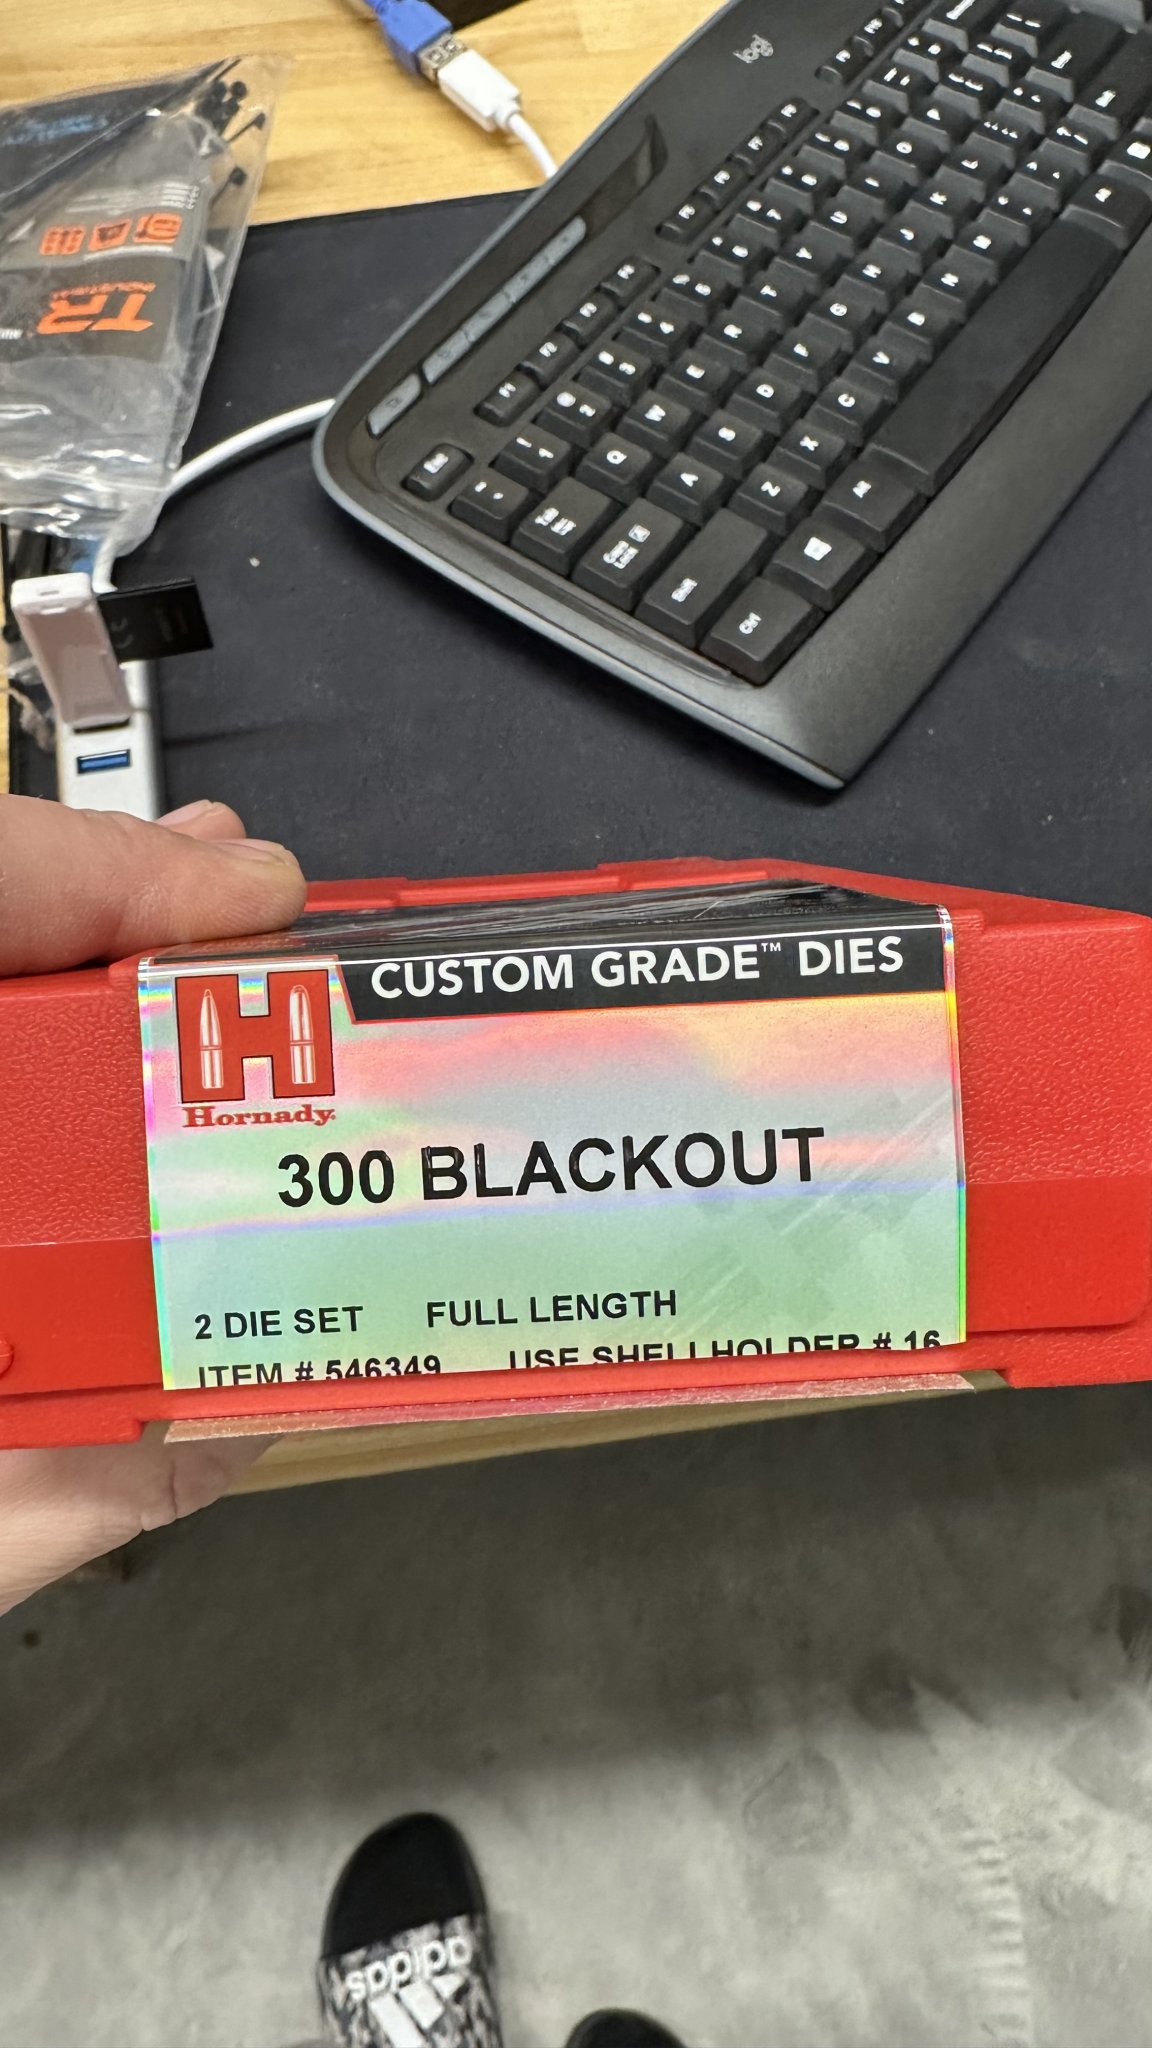 logi
TR
INDUSTRIAL
CUSTOM GRADE™ DIES
Hornady.
300 BLACKOUT
2 DIE SET FULL LENGTH
ITEM # 546349 USE SHELLHOLDER # 16
adidas